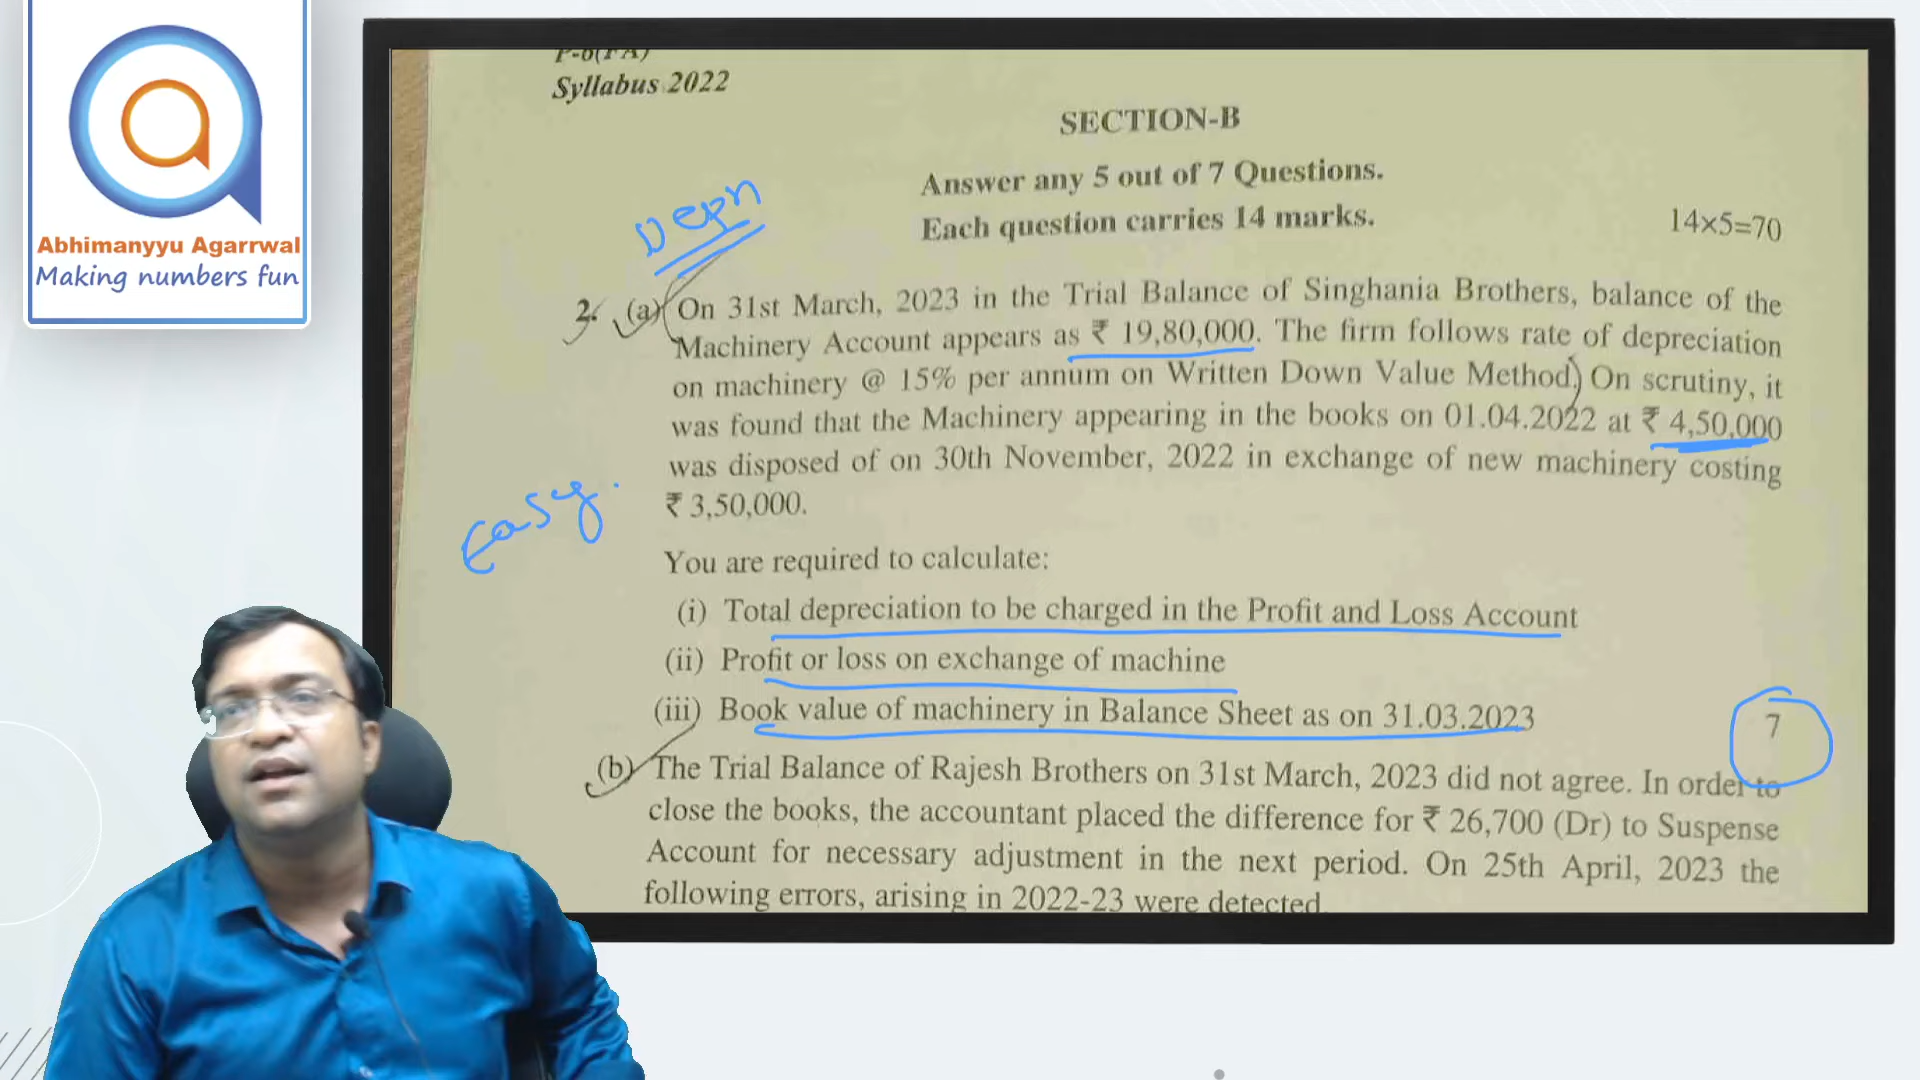 Abhimanyyu Agarrwal
Making numbers fun
P-6(FA)
Syllabus 2022
SECTION-B
Answer any 5 out of 7 Questions.
Each question carries 14 marks.
14×5=70
Depn
2. (a) On 31st March, 2023 in the Trial Balance of Singhania Brothers, balance of the
Machinery Account appears as ₹ 19,80,000. The firm follows rate of depreciation
on machinery @ 15% per annum on Written Down Value Method. On scrutiny, it
was found that the Machinery appearing in the books on 01.04.2022 at ₹ 4,50,000
was disposed of on 30th November, 2022 in exchange of new machinery costing
₹ 3,50,000.
easy.
You are required to calculate:
(i) Total depreciation to be charged in the Profit and Loss Account
(ii) Profit or loss on exchange of machine
(iii) Book value of machinery in Balance Sheet as on 31.03.2023
7
(b) The Trial Balance of Rajesh Brothers on 31st March, 2023 did not agree. In order to
close the books, the accountant placed the difference for ₹ 26,700 (Dr) to Suspense
Account for necessary adjustment in the next period. On 25th April, 2023 the
following errors, arising in 2022-23 were detected.